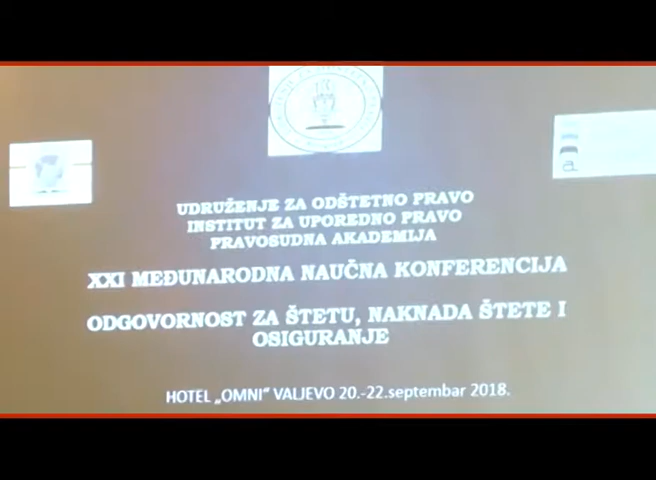 UDRUŽENJE ZA ODŠTETNO PRAVO
INSTITUT ZA UPOREDNO PRAVO
PRAVOSUDNA AKADEMIJA
XXI MEĐUNARODNA NAUČNA KONFERENCIJA
ODGOVORNOST ZA ŠTETU, NAKNADA ŠTETE I
OSIGURANJE
HOTEL „OMNI“ VALJEVO 20.-22.septembar 2018.